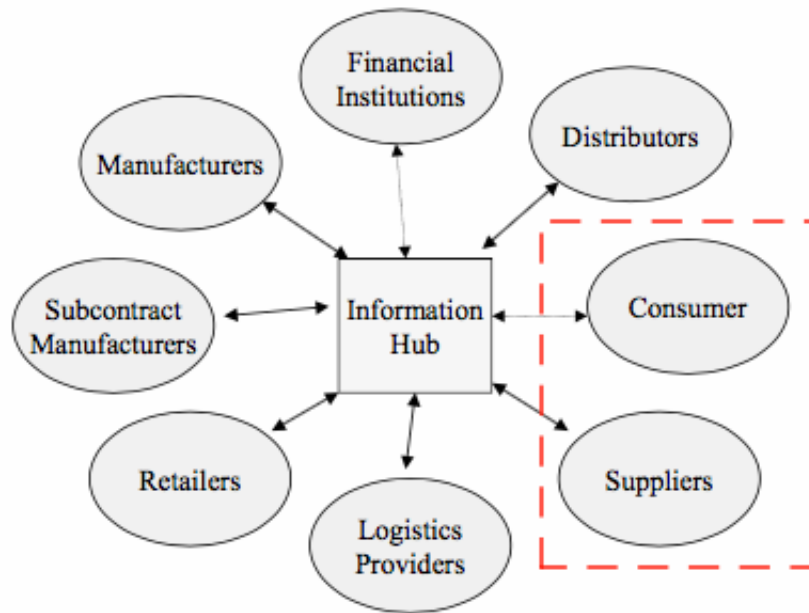 Financial
Institutions
Distributors
Manufacturers
Consumer
Information
Hub
Subcontract
Manufacturers
Suppliers
Retailers
Logistics
Providers